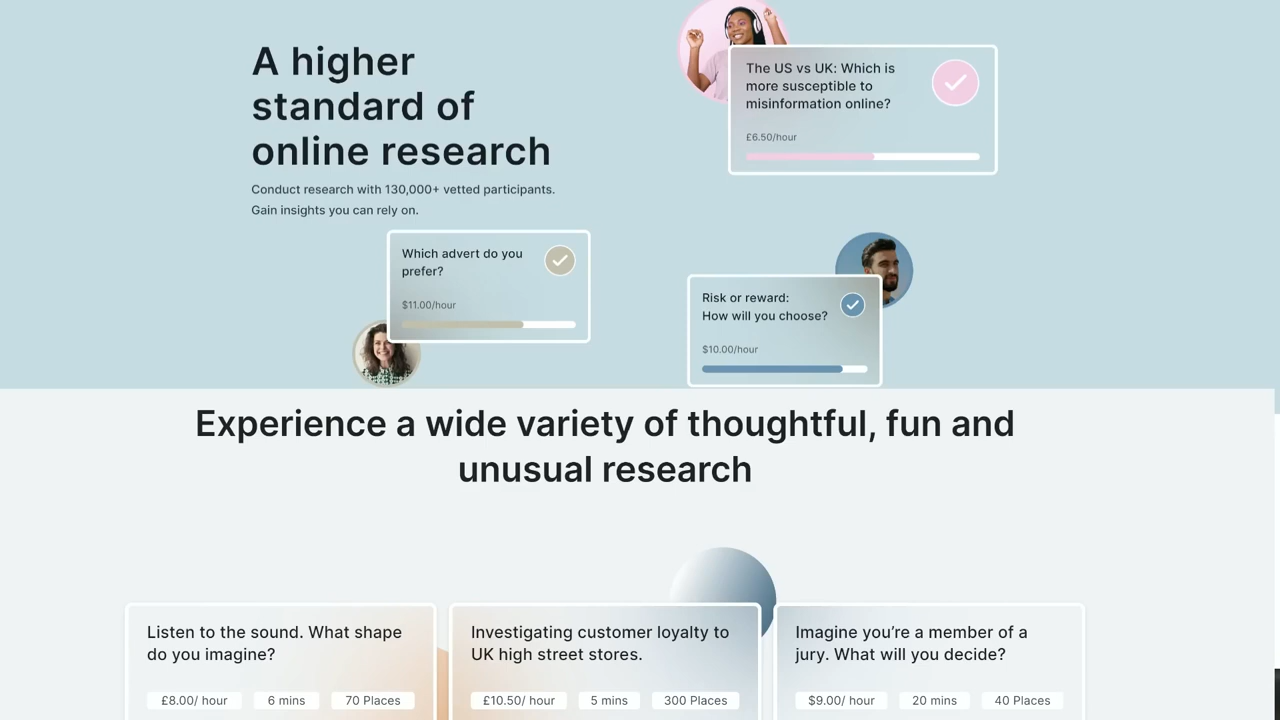 A higher
standard of
online research
Conduct research with 130,000+ vetted participants.
Gain insights you can rely on.
The US vs UK: Which is
more susceptible to
misinformation online?
£6.50/hour
Which advert do you
prefer?
$11.00/hour
Risk or reward:
How will you choose?
$10.00/hour
Experience a wide variety of thoughtful, fun and
unusual research
Listen to the sound. What shape
do you imagine?
£8.00/ hour
6 mins
70 Places
Investigating customer loyalty to
UK high street stores.
£10.50/ hour
5 mins
300 Places
Imagine you’re a member of a
jury. What will you decide?
$9.00/ hour
20 mins
40 Places